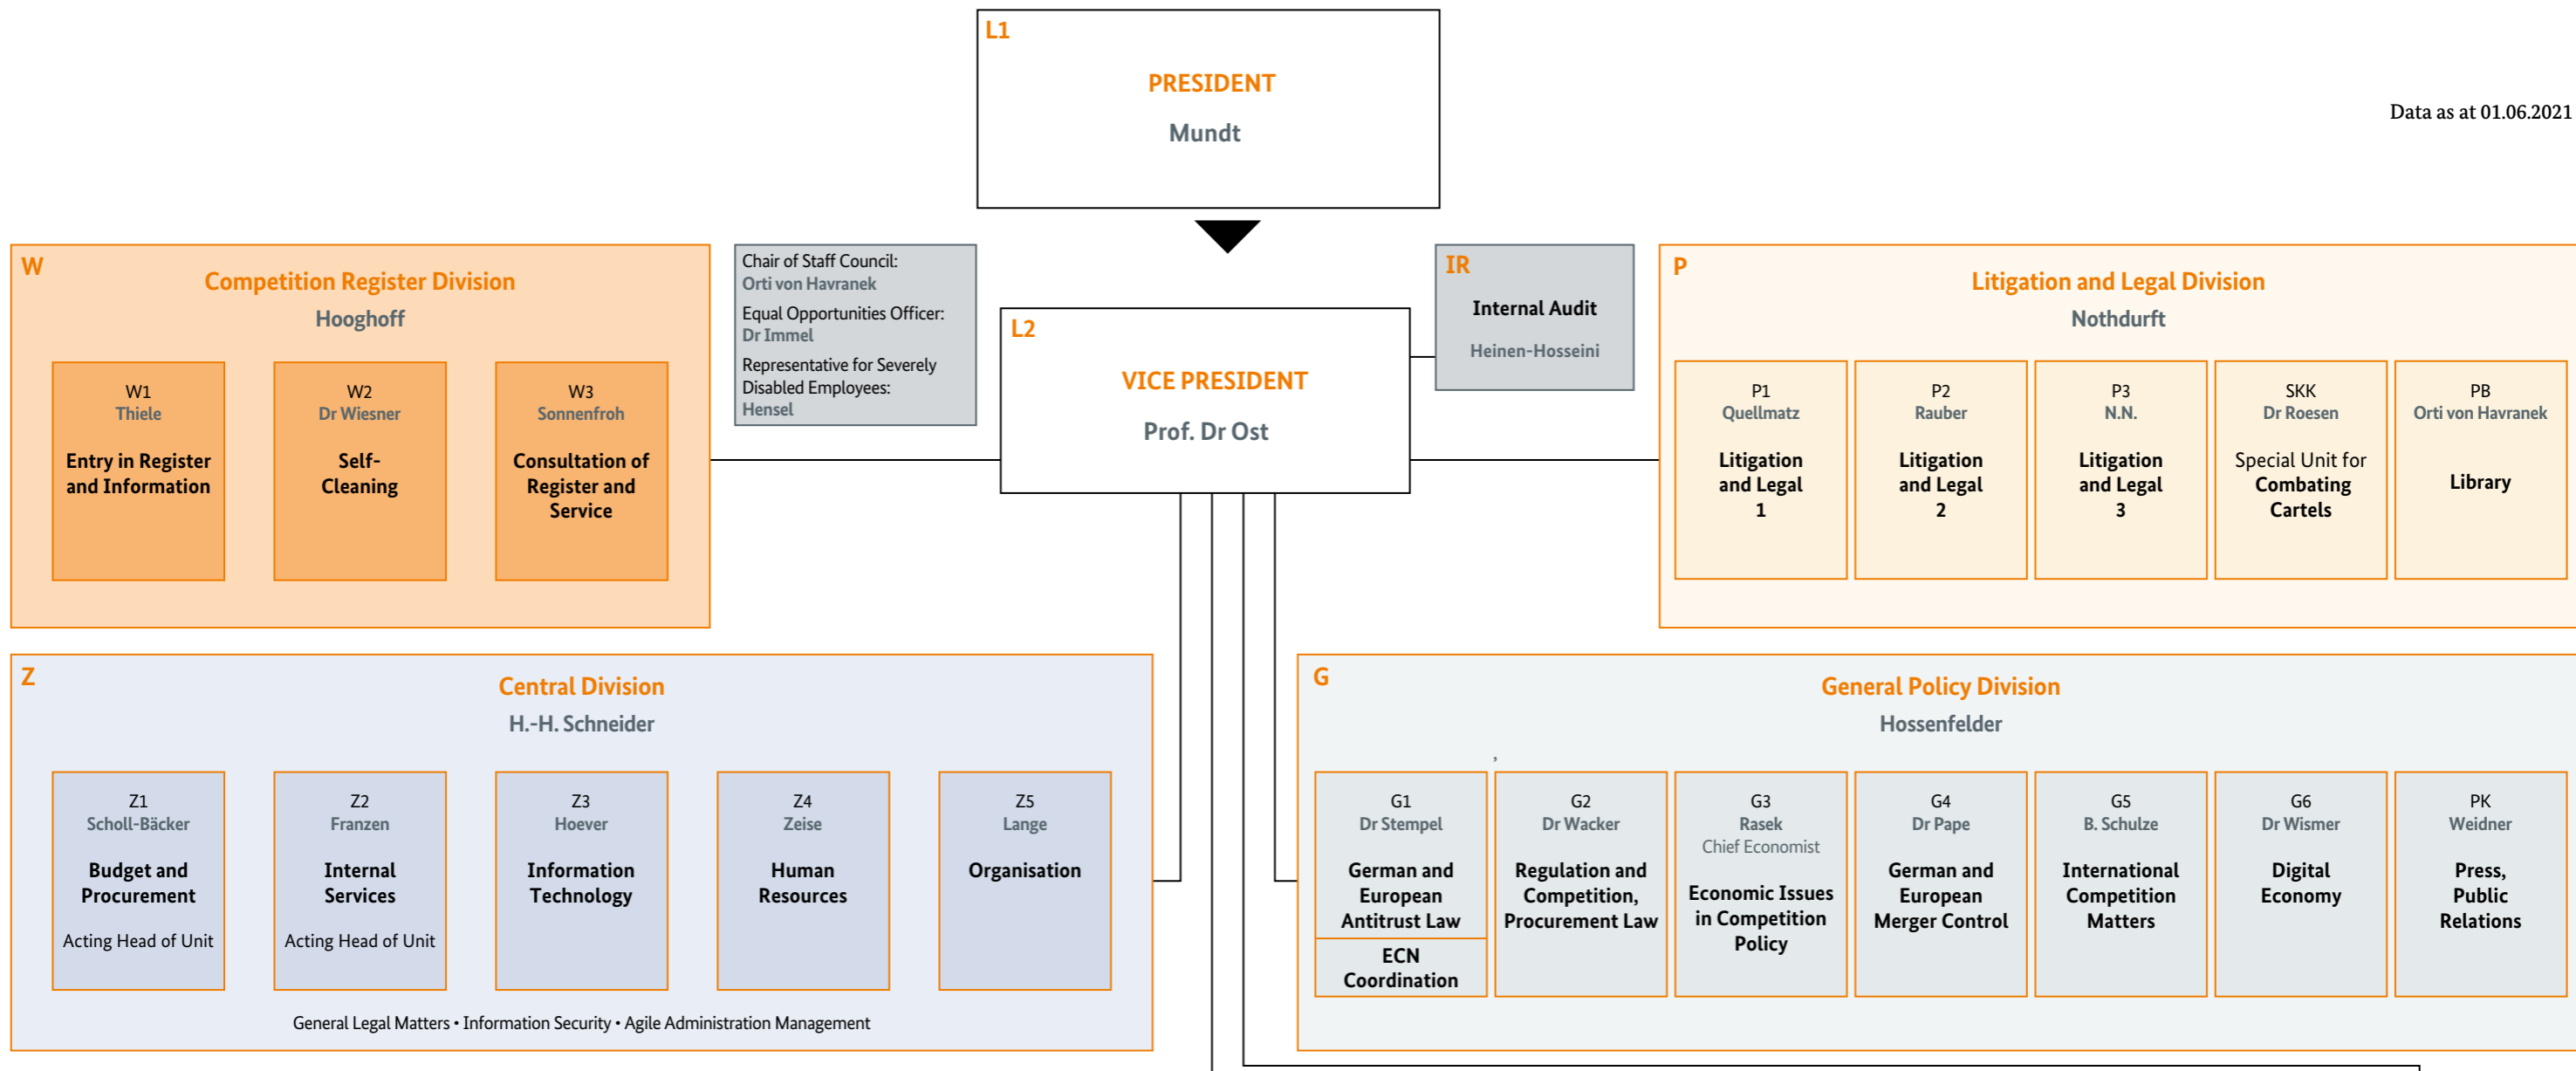 L1
PRESIDENT
Mundt
Data as at 01.06.2021
W
Competition Register Division
Hooghoff
W1
Thiele
Entry in Register
and Information
W2
Dr Wiesner
Self-
Cleaning
W3
Sonnenfroh
Consultation of
Register and
Service
Chair of Staff Council:
Orti von Havranek
Equal Opportunities Officer:
Dr Immel
Representative for Severely
Disabled Employees:
Hensel
L2
VICE PRESIDENT
Prof. Dr Ost
IR
Internal Audit
Heinen-Hosseini
P
Litigation and Legal Division
Nothdurft
P1
Quellmatz
Litigation
and Legal
1
P2
Rauber
Litigation
and Legal
2
P3
N.N.
Litigation
and Legal
3
SKK
Dr Roesen
Special Unit for
Combating
Cartels
PB
Orti von Havranek
Library
Z
Central Division
H.-H. Schneider
Z1
Scholl-Bäcker
Budget and
Procurement
Acting Head of Unit
Z2
Franzen
Internal
Services
Acting Head of Unit
Z3
Hoever
Information
Technology
Z4
Zeise
Human
Resources
Z5
Lange
Organisation
General Legal Matters • Information Security • Agile Administration Management
G
General Policy Division
Hossenfelder
,
G1
Dr Stempel
German and
European
Antitrust Law
ECN
Coordination
G2
Dr Wacker
Regulation and
Competition,
Procurement Law
G3
Rasek
Chief Economist
Economic Issues
in Competition
Policy
G4
Dr Pape
German and
European
Merger Control
G5
B. Schulze
International
Competition
Matters
G6
Dr Wismer
Digital
Economy
PK
Weidner
Press,
Public
Relations